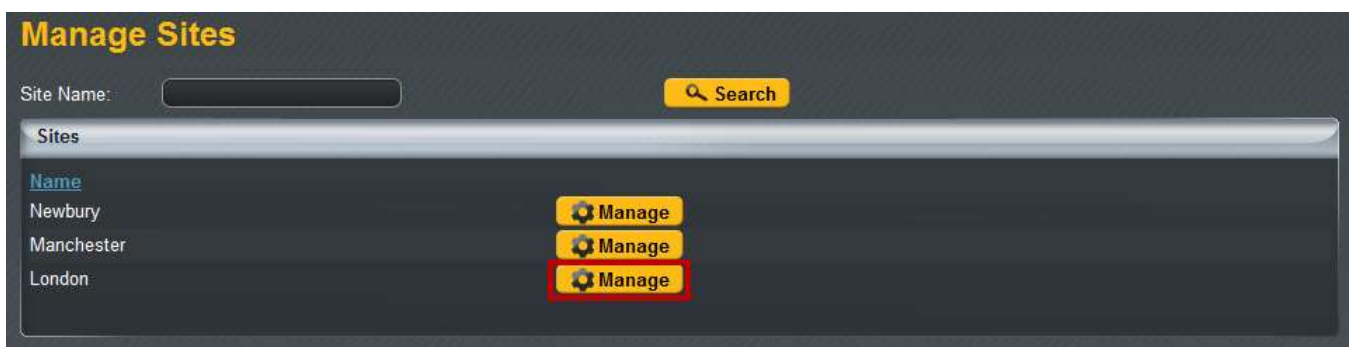 Manage Sites
Site Name: Search
Sites
Name
Newbury Manage
Manchester Manage
London Manage